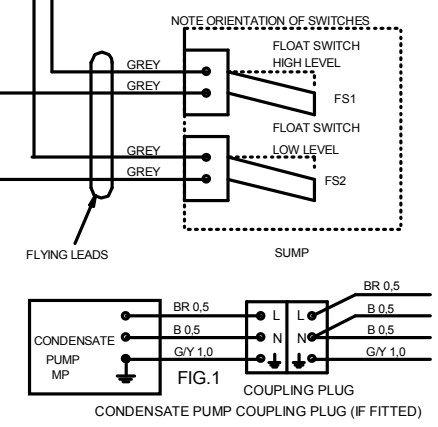 NOTE ORIENTATION OF SWITCHES
FLOAT SWITCH
HIGH LEVEL
GREY
GREY
FS1
FLOAT SWITCH
LOW LEVEL
GREY
GREY
FS2
FLYING LEADS
SUMP
BR 0,5
BR 0,5
L
L
B 0,5
B 0,5
B 0,5
N
N
CONDENSATE
PUMP
MP
G/Y 1,0
G/Y 1,0
FIG.1
COUPLING PLUG
CONDENSATE PUMP COUPLING PLUG (IF FITTED)